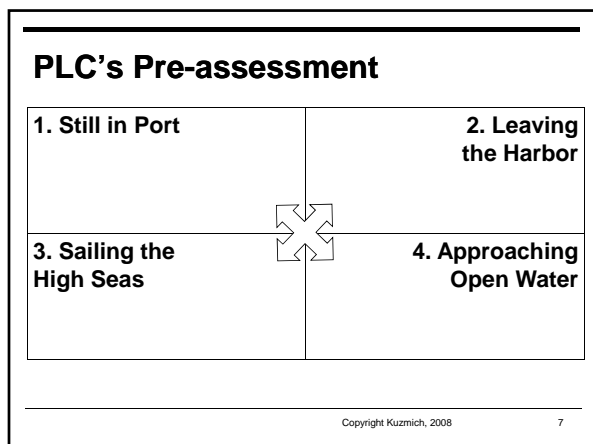 PLC's Pre-assessment
1. Still in Port
2. Leaving
the Harbor
3. Sailing the
High Seas
4. Approaching
Open Water
Copyright Kuzmich, 2008
7